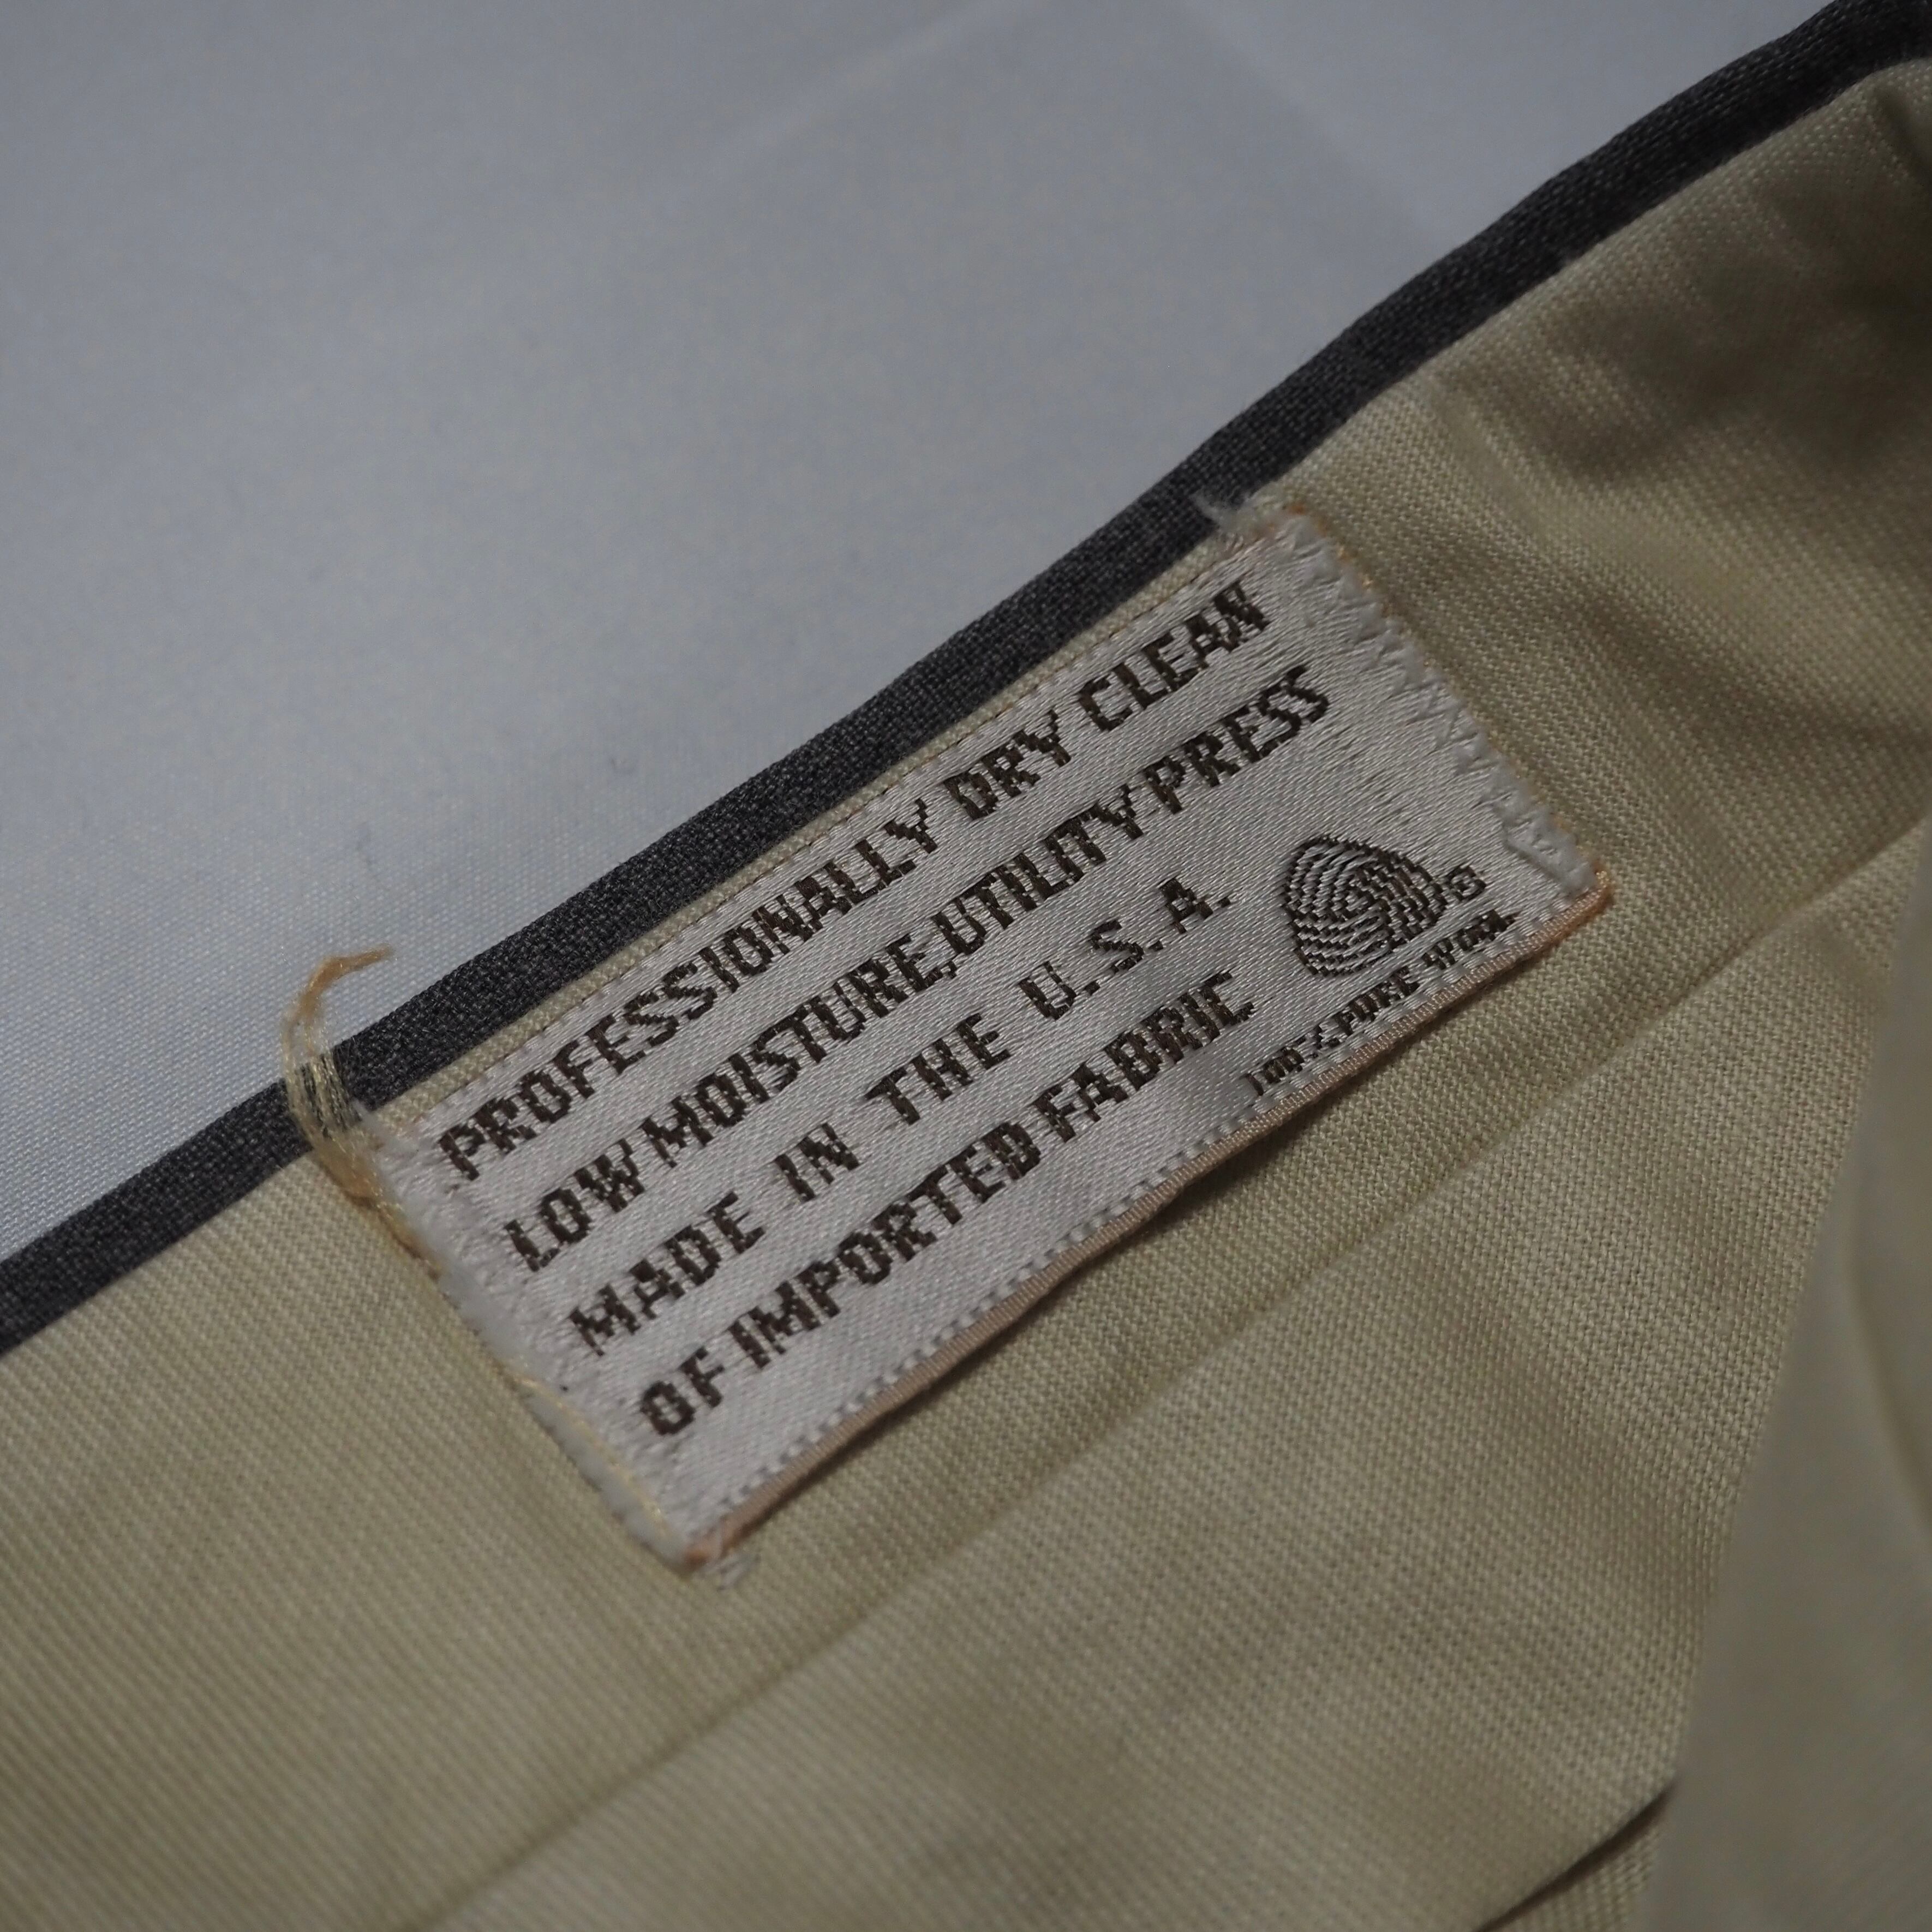 PROFESSIONALLY DRY CLEAN
LOW MOISTURE,UTILITY PRESS
MADE IN THE U.S.A.
OF IMPORTED FABRIC
®
100% PURE WOOL